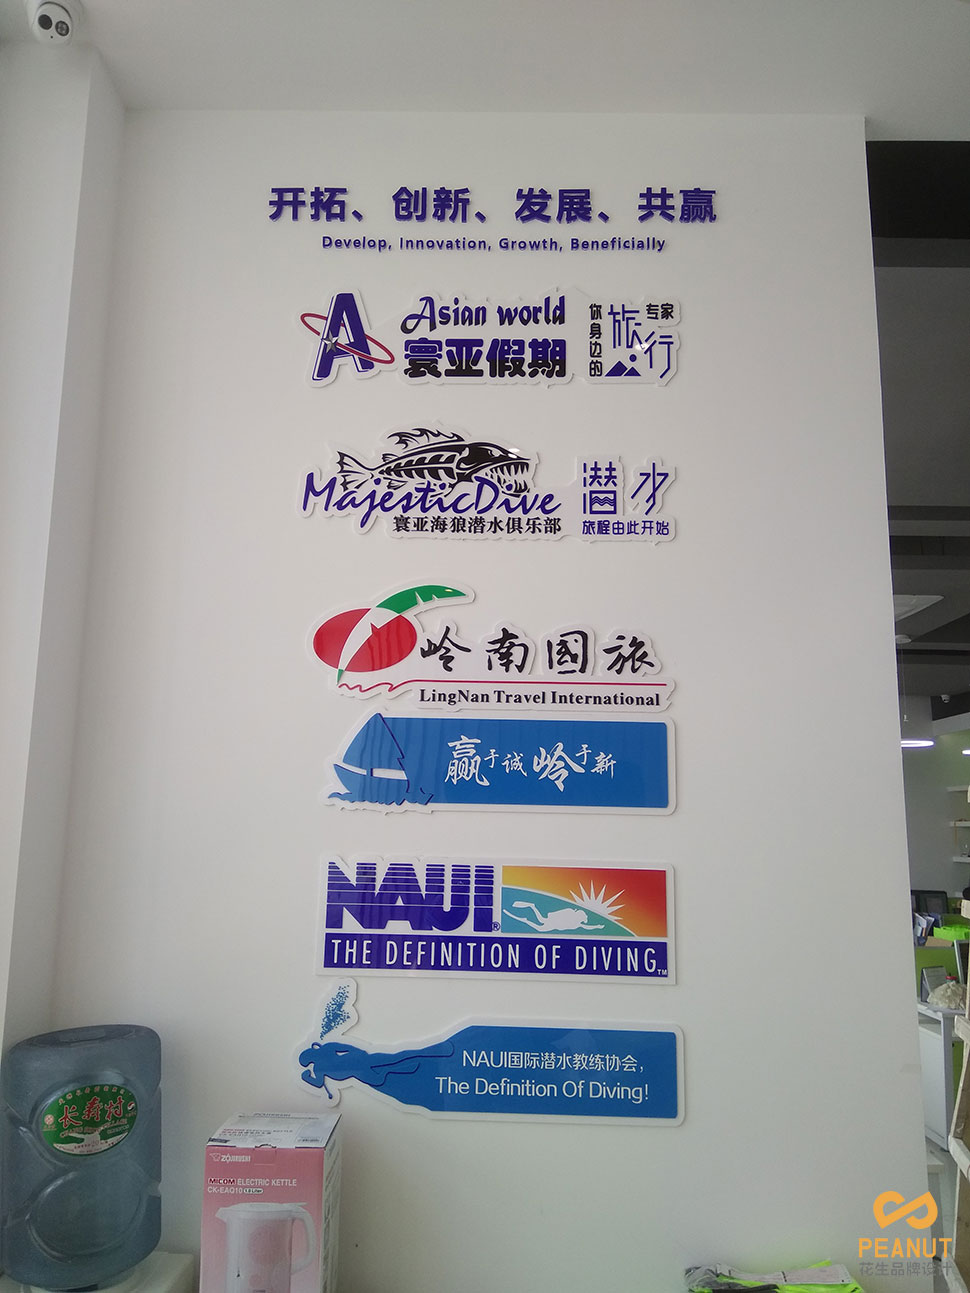 开拓、创新、发展、共赢
Develop, Innovation, Growth, Beneficially
A
Asian world
寰亚假期
你身边的
旅行
专家
MajesticDive
寰亚海狼潜水俱乐部
潜水
旅程由此开始
岭南国旅
LingNan Travel International
赢于诚 岭于新
NAUI®
THE DEFINITION OF DIVING™
NAUI国际潜水教练协会，
The Definition Of Diving!
长寿村
ZOJIRUSHI
MICOM ELECTRIC KETTLE
CK-EAQ10 1.0 Liter
PEANUT
花生品牌设计